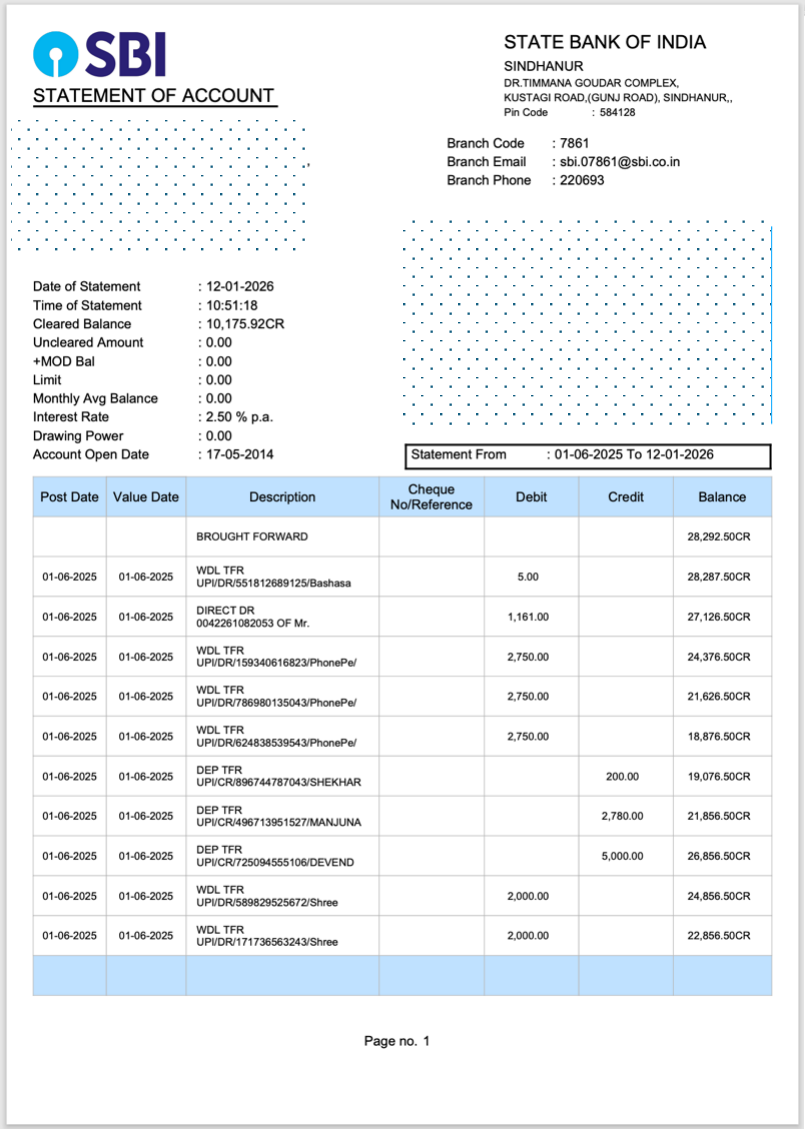 SBI
STATEMENT OF ACCOUNT
STATE BANK OF INDIA
SINDHANUR
DR.TIMMANA GOUDAR COMPLEX,
KUSTAGI ROAD,(GUNJ ROAD), SINDHANUR,,
Pin Code : 584128
Branch Code : 7861
Branch Email : sbi.07861@sbi.co.in
Branch Phone : 220693
,
Date of Statement : 12-01-2026
Time of Statement : 10:51:18
Cleared Balance : 10,175.92CR
Uncleared Amount : 0.00
+MOD Bal : 0.00
Limit : 0.00
Monthly Avg Balance : 0.00
Interest Rate : 2.50 % p.a.
Drawing Power : 0.00
Account Open Date : 17-05-2014
Statement From : 01-06-2025 To 12-01-2026
Post Date Value Date Description Cheque No/Reference Debit Credit Balance
BROUGHT FORWARD 28,292.50CR
01-06-2025 01-06-2025 WDL TFR 5.00 28,287.50CR
UPI/DR/551812689125/Bashasa
01-06-2025 01-06-2025 DIRECT DR 1,161.00 27,126.50CR
0042261082053 OF Mr.
01-06-2025 01-06-2025 WDL TFR 2,750.00 24,376.50CR
UPI/DR/159340616823/PhonePe/
01-06-2025 01-06-2025 WDL TFR 2,750.00 21,626.50CR
UPI/DR/786980135043/PhonePe/
01-06-2025 01-06-2025 WDL TFR 2,750.00 18,876.50CR
UPI/DR/624838539543/PhonePe/
01-06-2025 01-06-2025 DEP TFR 200.00 19,076.50CR
UPI/CR/896744787043/SHEKHAR
01-06-2025 01-06-2025 DEP TFR 2,780.00 21,856.50CR
UPI/CR/496713951527/MANJUNA
01-06-2025 01-06-2025 DEP TFR 5,000.00 26,856.50CR
UPI/CR/725094555106/DEVEND
01-06-2025 01-06-2025 WDL TFR 2,000.00 24,856.50CR
UPI/DR/589829525672/Shree
01-06-2025 01-06-2025 WDL TFR 2,000.00 22,856.50CR
UPI/DR/171736563243/Shree
Page no. 1